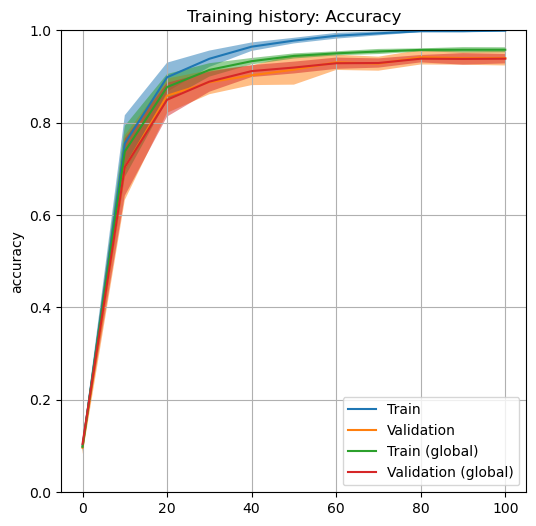 Training history: Accuracy
accuracy
1.0
0.8
0.6
0.4
0.2
0.0
0
20
40
60
80
100
Train
Validation
Train (global)
Validation (global)